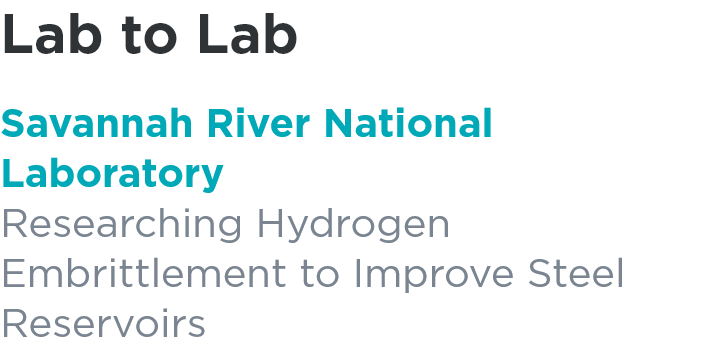 Lab to Lab
Savannah River National
Laboratory
Researching Hydrogen
Embrittlement to Improve Steel
Reservoirs